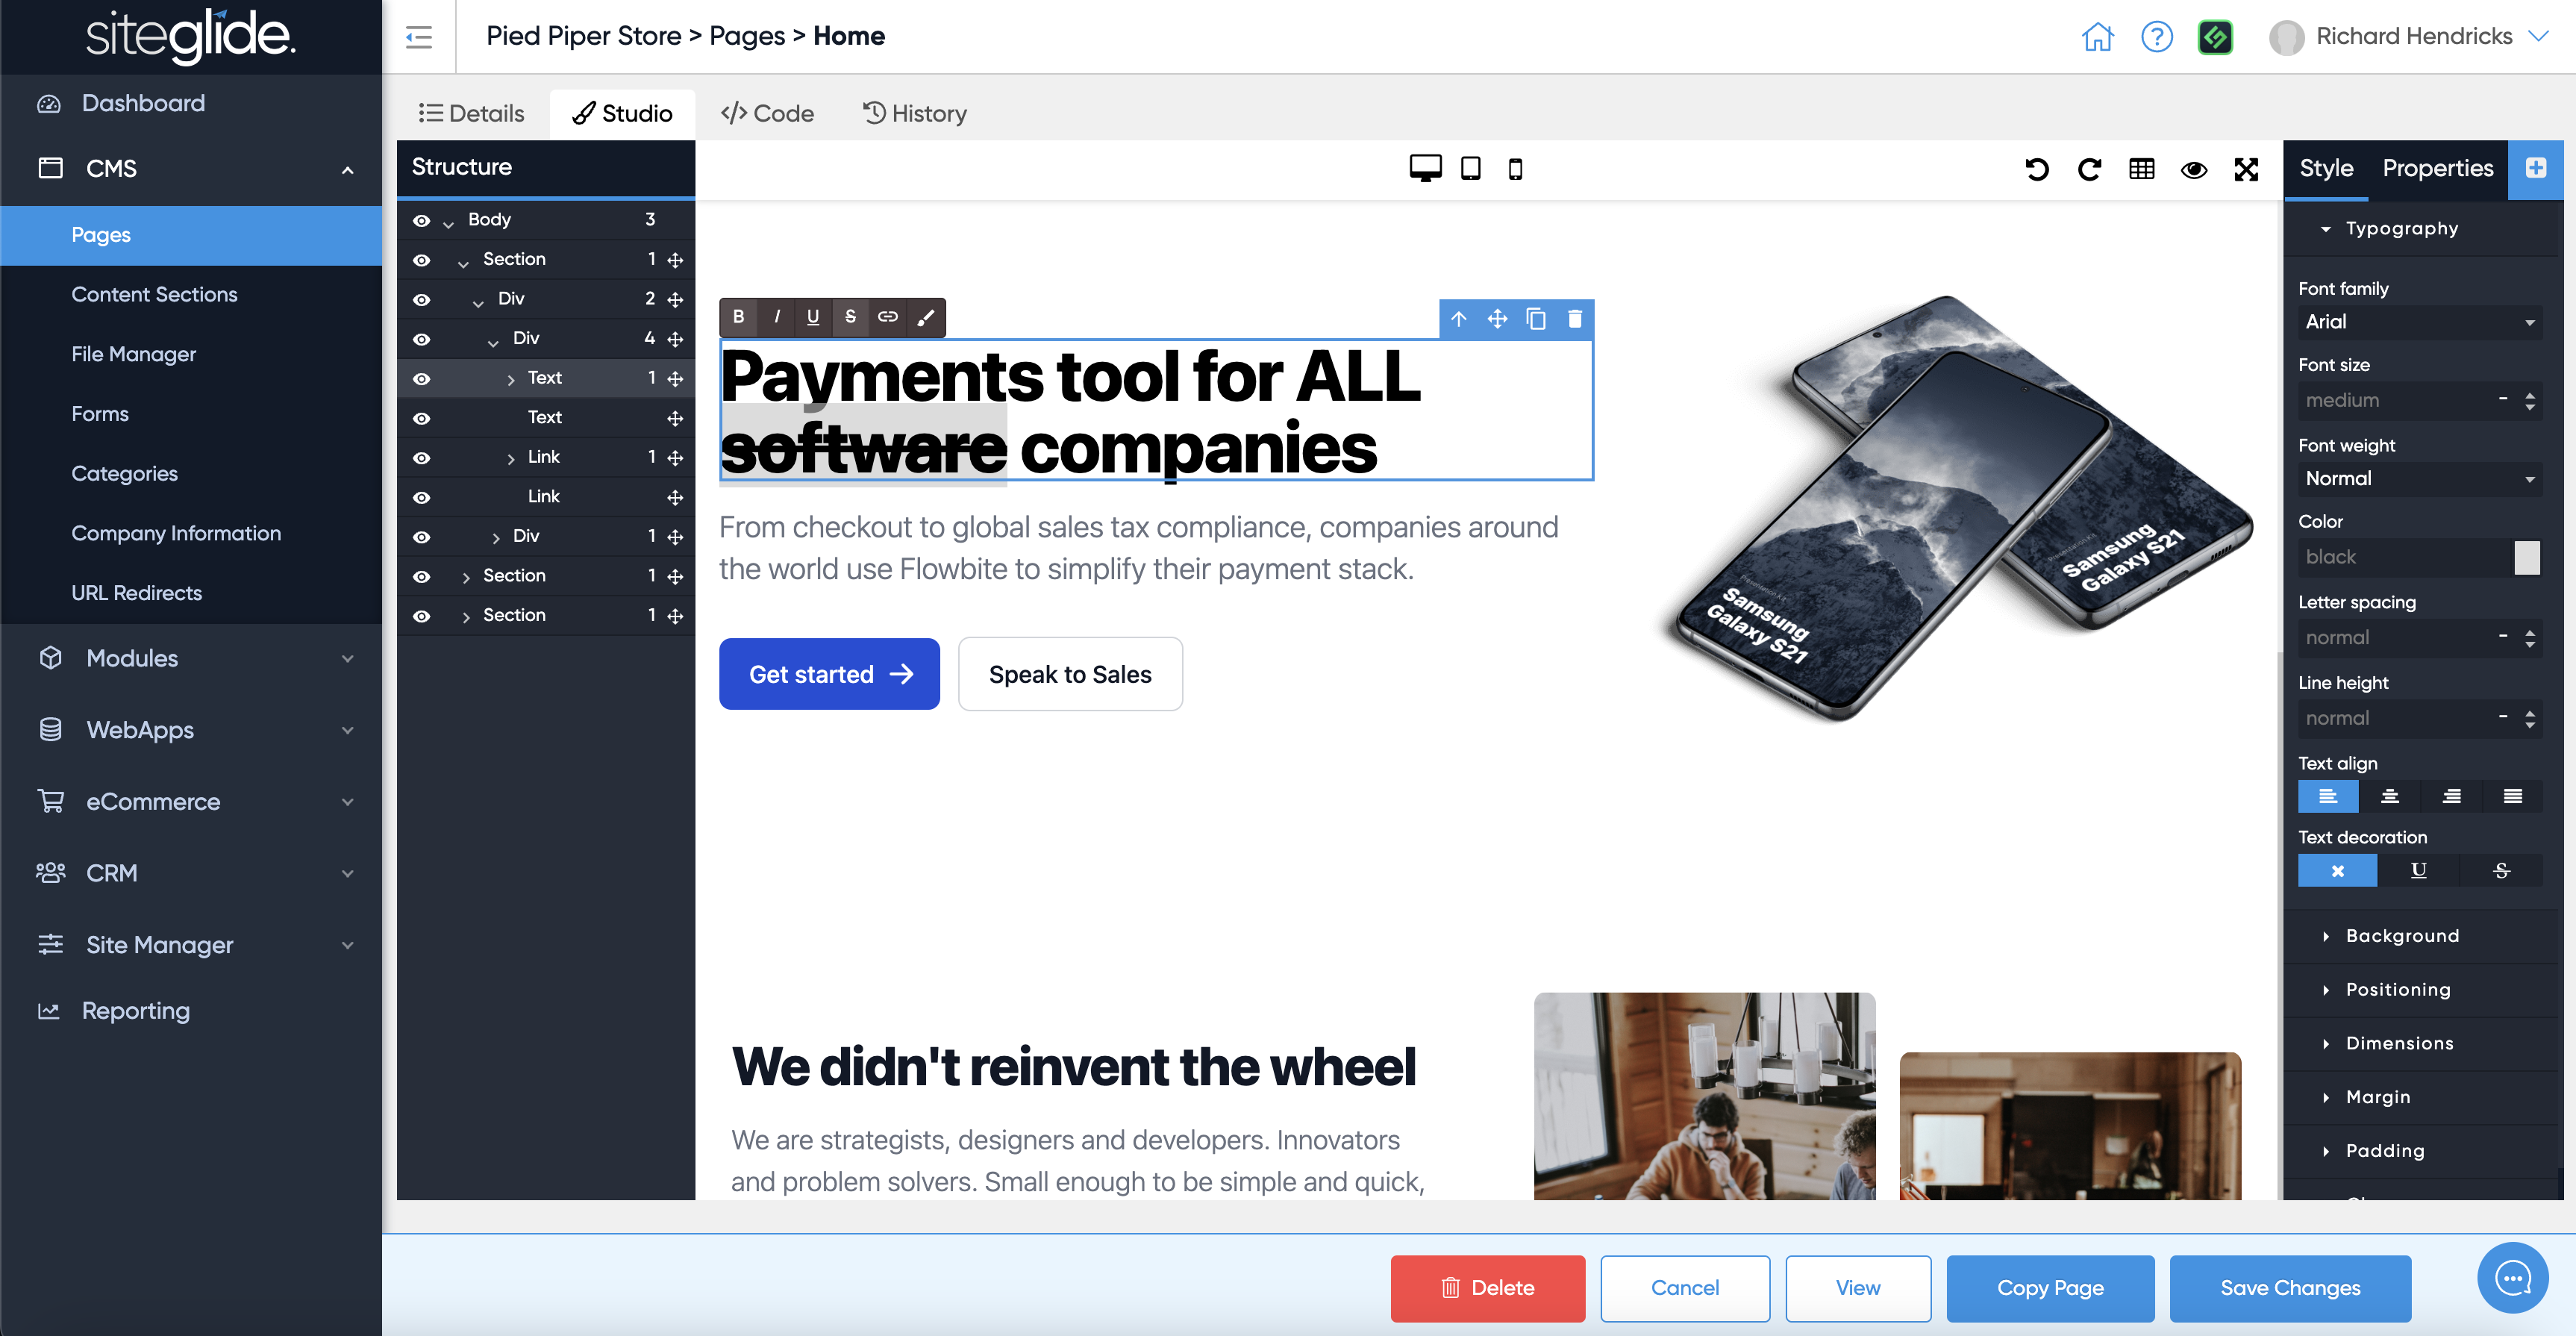 siteglide.
Pied Piper Store > Pages > Home
Richard Hendricks
Dashboard
CMS
Pages
Content Sections
File Manager
Forms
Categories
Company Information
URL Redirects
Modules
WebApps
eCommerce
CRM
Site Manager
Reporting
Details
Studio
</> Code
History
Structure
Body 3
Section 1
Div 2
Div 4
Text 1
Text
Link 1
Link
Div 1
Section 1
Section 1
B I U S
Payments tool for ALL
software companies
From checkout to global sales tax compliance, companies around
the world use Flowbite to simplify their payment stack.
Get started
Speak to Sales
Samsung
Galaxy S21
Samsung
Galaxy S21
We didn't reinvent the wheel
We are strategists, designers and developers. Innovators
and problem solvers. Small enough to be simple and quick,
Style
Properties
Typography
Font family
Arial
Font size
medium -
Font weight
Normal
Color
black
Letter spacing
normal -
Line height
normal -
Text align
Text decoration
U S
Background
Positioning
Dimensions
Margin
Padding
Delete
Cancel
View
Copy Page
Save Changes